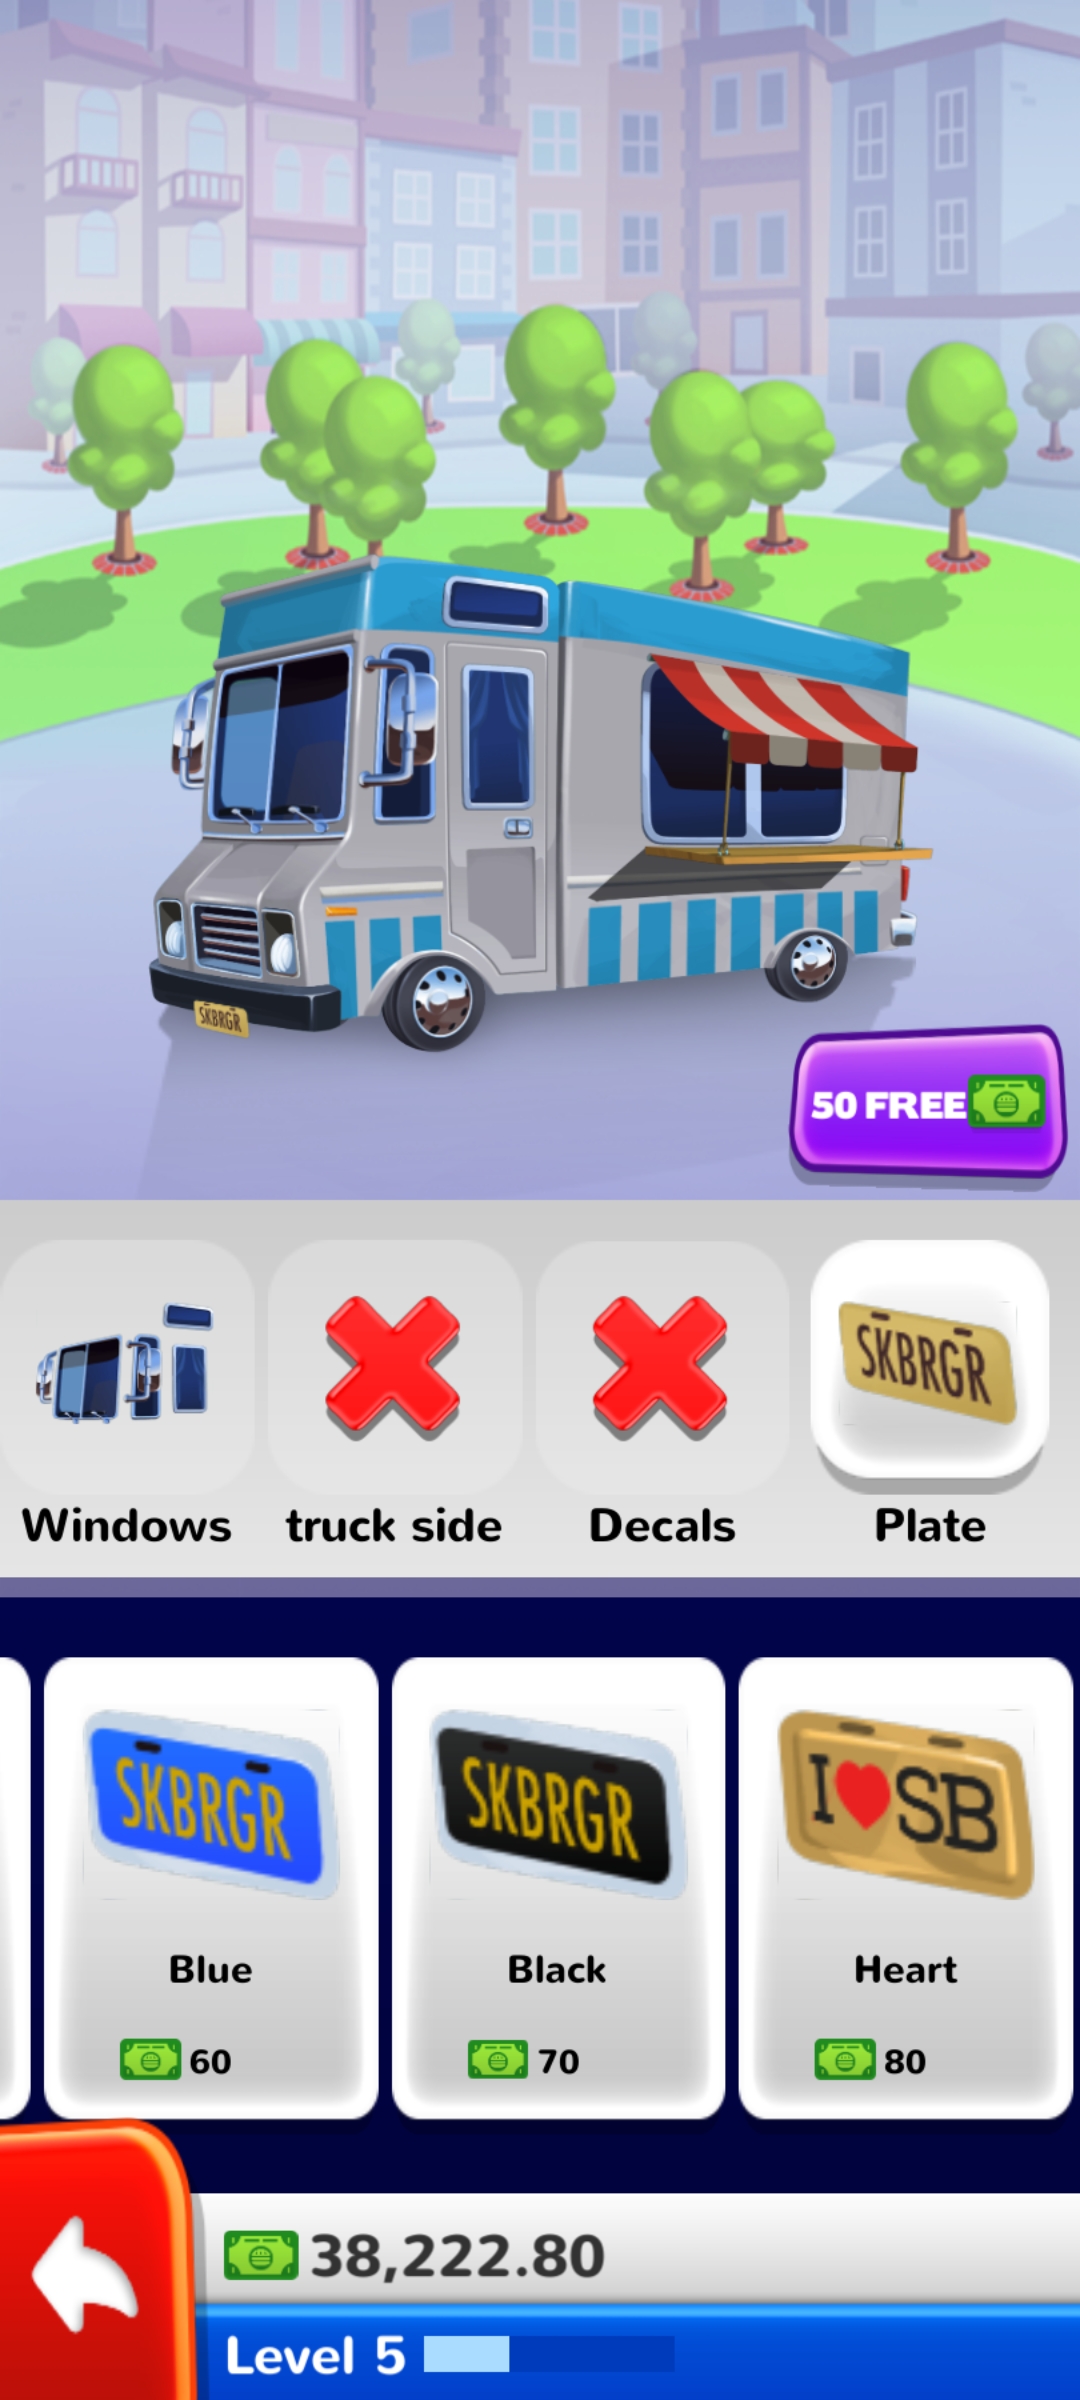 SKBRGR
50 FREE
SKBRGR
Windows
truck side
Decals
Plate
SKBRGR
SKBRGR
I❤SB
Blue
Black
Heart
60
70
80
38,222.80
Level 5